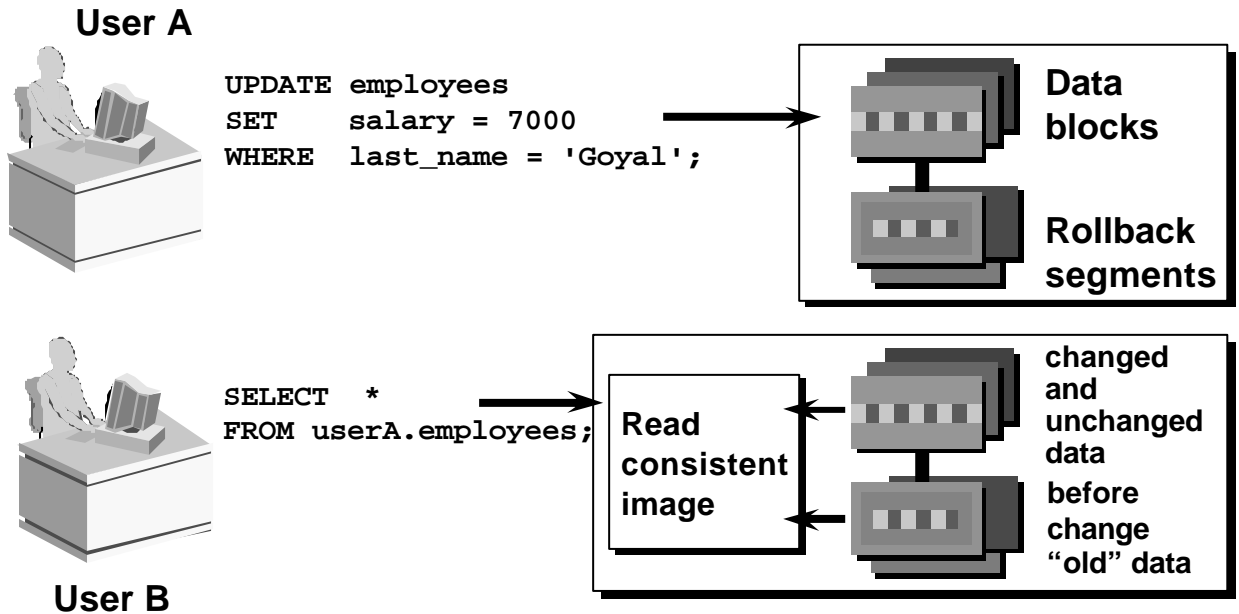 User A
UPDATE employees
SET salary = 7000
WHERE last_name = 'Goyal';
Data
blocks
Rollback
segments
SELECT *
FROM userA.employees;
Read
consistent
image
changed
and
unchanged
data
before
change
“old” data
User B